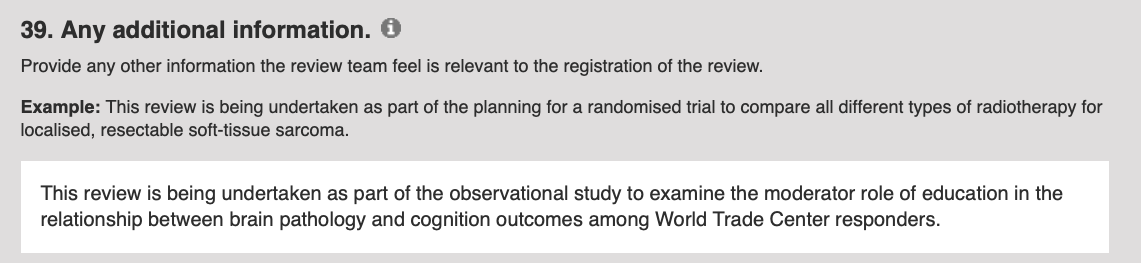 39. Any additional information.
Provide any other information the review team feel is relevant to the registration of the review.
Example: This review is being undertaken as part of the planning for a randomised trial to compare all different types of radiotherapy for
localised, resectable soft-tissue sarcoma.
This review is being undertaken as part of the observational study to examine the moderator role of education in the
relationship between brain pathology and cognition outcomes among World Trade Center responders.